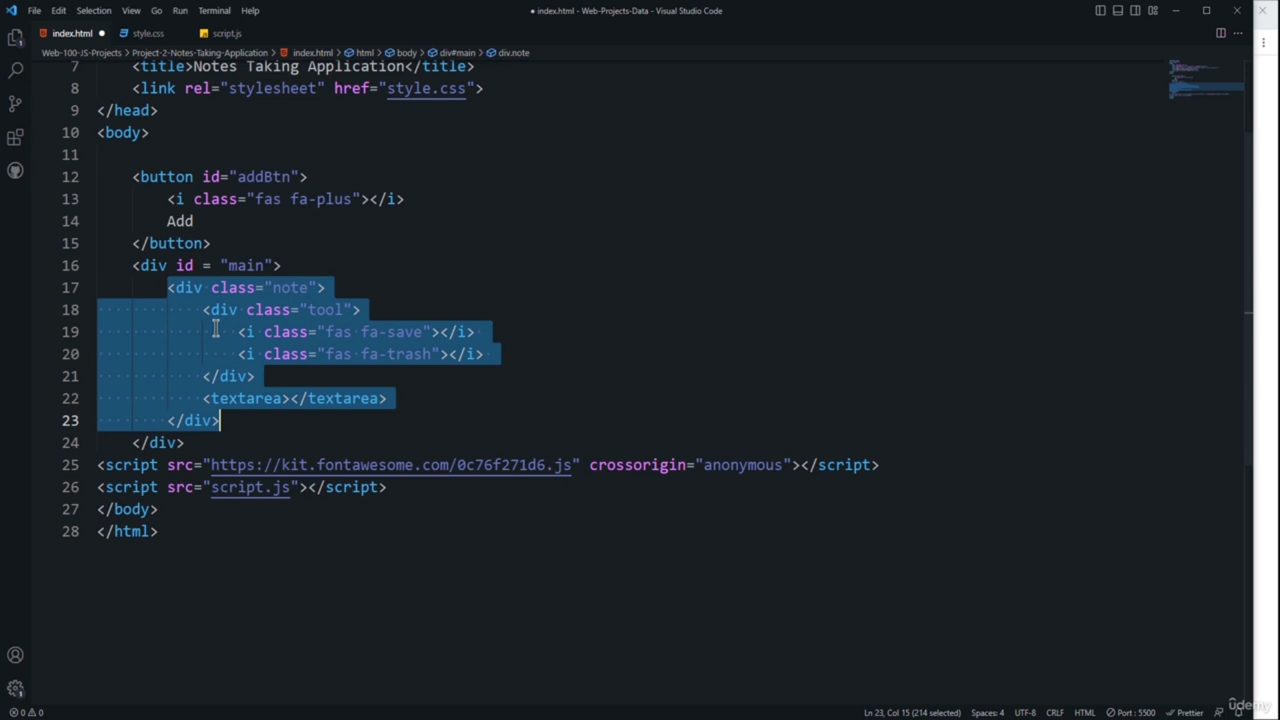 File Edit Selection View Go Run Terminal Help
● index.html - Web-Projects-Data - Visual Studio Code
index.html ● style.css script.js
Web-100-JS-Projects > Project-2-Notes-Taking-Application > index.html > html > body > div#main > div.note
7 <title>Notes Taking Application</title>
8 <link rel="stylesheet" href="style.css">
9 </head>
10 <body>
11
12 <button id="addBtn">
13 <i class="fas fa-plus"></i>
14 Add
15 </button>
16 <div id = "main">
17 <div class="note">
18 <div class="tool">
19 <i class="fas fa-save"></i>
20 <i class="fas fa-trash"></i>
21 </div>
22 <textarea></textarea>
23 </div>
24 </div>
25 <script src="https://kit.fontawesome.com/0c76f271d6.js" crossorigin="anonymous"></script>
26 <script src="script.js"></script>
27 </body>
28 </html>
0 0 Ln 23, Col 15 (214 selected) Spaces: 4 UTF-8 CRLF HTML Port : 5500 Prettier
udemy